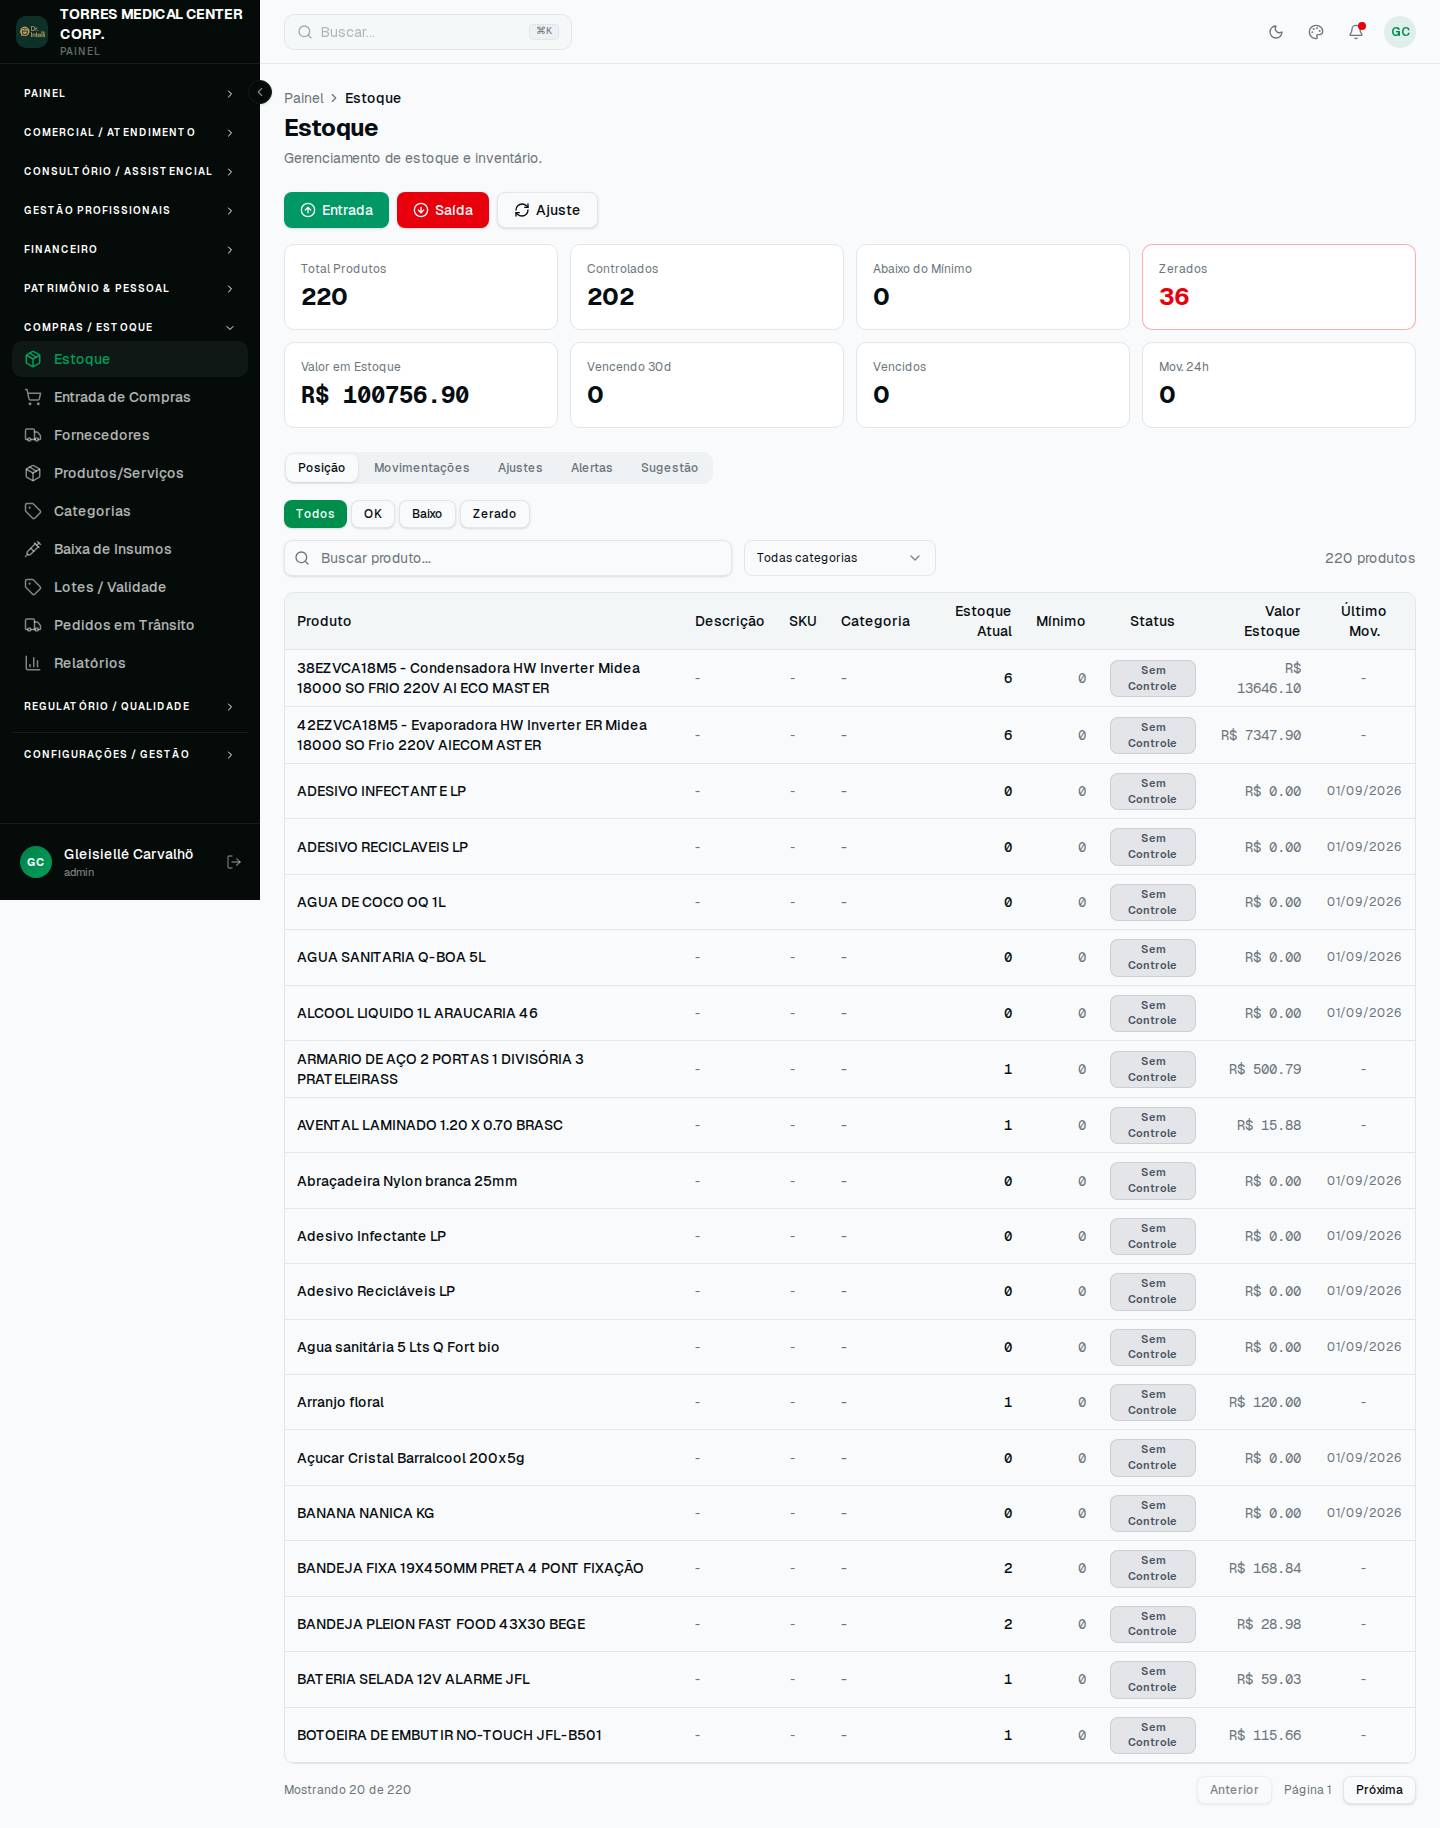 TORRES MEDICAL CENTER
CORP.
PAINEL
Dr. Intelli
PAINEL
COMERCIAL / ATENDIMENTO
CONSULTÓRIO / ASSISTENCIAL
GESTÃO PROFISSIONAIS
FINANCEIRO
PATRIMÔNIO & PESSOAL
COMPRAS / ESTOQUE
Estoque
Entrada de Compras
Fornecedores
Produtos/Serviços
Categorias
Baixa de Insumos
Lotes / Validade
Pedidos em Trânsito
Relatórios
REGULATÓRIO / QUALIDADE
CONFIGURAÇÕES / GESTÃO
GC
Gleisiellé Carvalhö
admin
Buscar...
⌘K
GC
Painel > Estoque
Estoque
Gerenciamento de estoque e inventário.
Entrada Saída Ajuste
Total Produtos
220
Controlados
202
Abaixo do Mínimo
0
Zerados
36
Valor em Estoque
R$ 100756.90
Vencendo 30d
0
Vencidos
0
Mov. 24h
0
Posição Movimentações Ajustes Alertas Sugestão
Todos OK Baixo Zerado
Buscar produto... Todas categorias 220 produtos
Produto Descrição SKU Categoria Estoque Atual Mínimo Status Valor Estoque Último Mov.
38EZVCA18M5 - Condensadora HW Inverter Midea
18000 SO FRIO 220V AI ECO MASTER - - - 6 0 Sem Controle R$ 13646.10 -
42EZVCA18M5 - Evaporadora HW Inverter ER Midea
18000 SO Frio 220V AIECOM ASTER - - - 6 0 Sem Controle R$ 7347.90 -
ADESIVO INFECTANTE LP - - - 0 0 Sem Controle R$ 0.00 01/09/2026
ADESIVO RECICLAVEIS LP - - - 0 0 Sem Controle R$ 0.00 01/09/2026
AGUA DE COCO OQ 1L - - - 0 0 Sem Controle R$ 0.00 01/09/2026
AGUA SANITARIA Q-BOA 5L - - - 0 0 Sem Controle R$ 0.00 01/09/2026
ALCOOL LIQUIDO 1L ARAUCARIA 46 - - - 0 0 Sem Controle R$ 0.00 01/09/2026
ARMARIO DE AÇO 2 PORTAS 1 DIVISÓRIA 3
PRATELEIRASS - - - 1 0 Sem Controle R$ 500.79 -
AVENTAL LAMINADO 1.20 X 0.70 BRASC - - - 1 0 Sem Controle R$ 15.88 -
Abraçadeira Nylon branca 25mm - - - 0 0 Sem Controle R$ 0.00 01/09/2026
Adesivo Infectante LP - - - 0 0 Sem Controle R$ 0.00 01/09/2026
Adesivo Recicláveis LP - - - 0 0 Sem Controle R$ 0.00 01/09/2026
Agua sanitária 5 Lts Q Fort bio - - - 0 0 Sem Controle R$ 0.00 01/09/2026
Arranjo floral - - - 1 0 Sem Controle R$ 120.00 -
Açucar Cristal Barralcool 200x5g - - - 0 0 Sem Controle R$ 0.00 01/09/2026
BANANA NANICA KG - - - 0 0 Sem Controle R$ 0.00 01/09/2026
BANDEJA FIXA 19X450MM PRETA 4 PONT FIXAÇÃO - - - 2 0 Sem Controle R$ 168.84 -
BANDEJA PLEION FAST FOOD 43X30 BEGE - - - 2 0 Sem Controle R$ 28.98 -
BATERIA SELADA 12V ALARME JFL - - - 1 0 Sem Controle R$ 59.03 -
BOTOEIRA DE EMBUTIR NO-TOUCH JFL-B501 - - - 1 0 Sem Controle R$ 115.66 -
Mostrando 20 de 220 Anterior Página 1 Próxima